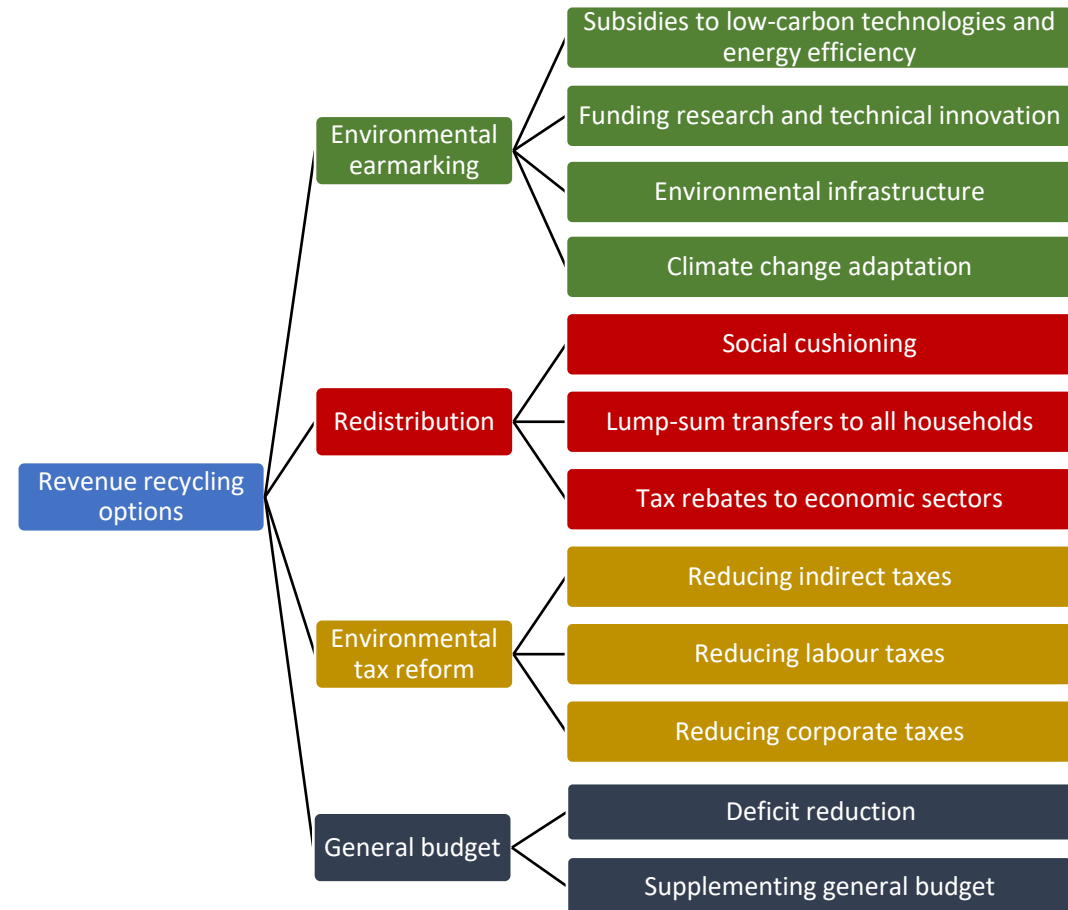 Revenue recycling
options
Environmental
earmarking
Subsidies to low-carbon technologies and
energy efficiency
Funding research and technical innovation
Environmental infrastructure
Climate change adaptation
Redistribution
Social cushioning
Lump-sum transfers to all households
Tax rebates to economic sectors
Environmental
tax reform
Reducing indirect taxes
Reducing labour taxes
Reducing corporate taxes
General budget
Deficit reduction
Supplementing general budget